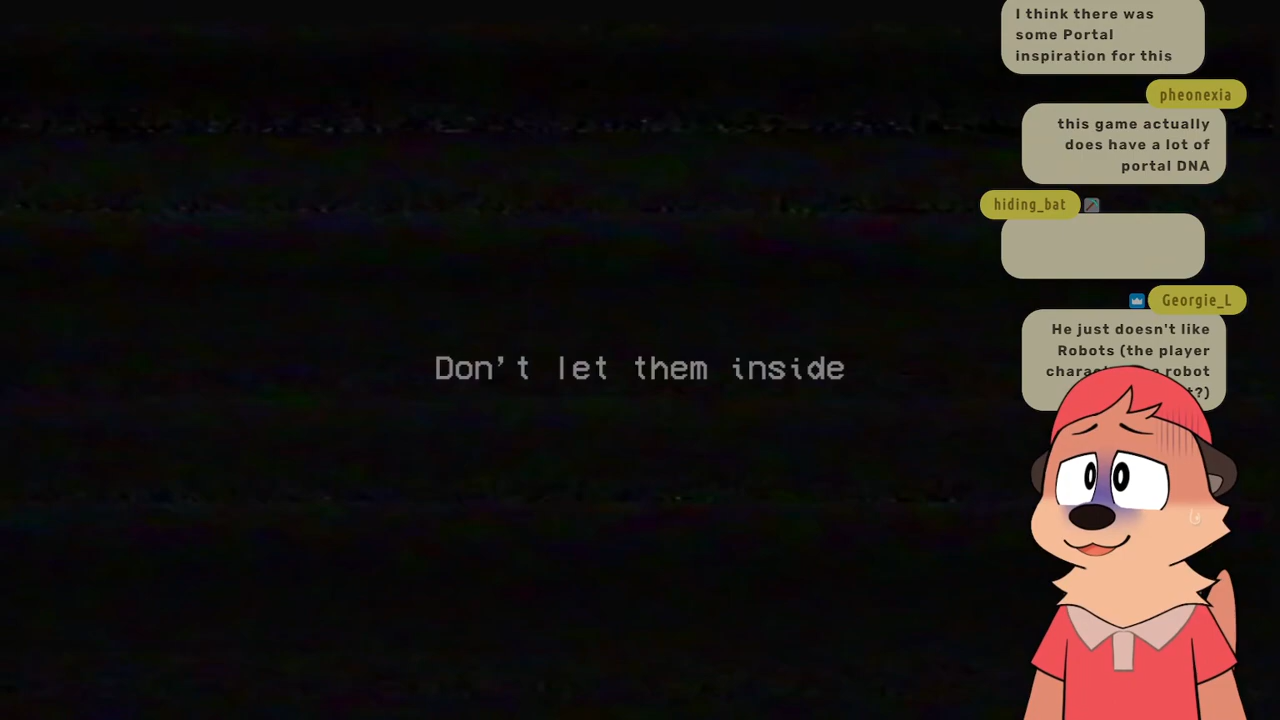 I think there was
some Portal
inspiration for this
pheonexia
this game actually
does have a lot of
portal DNA
hiding_bat
Georgie_L
He just doesn't like
Robots (the player
robot
Don't let them inside